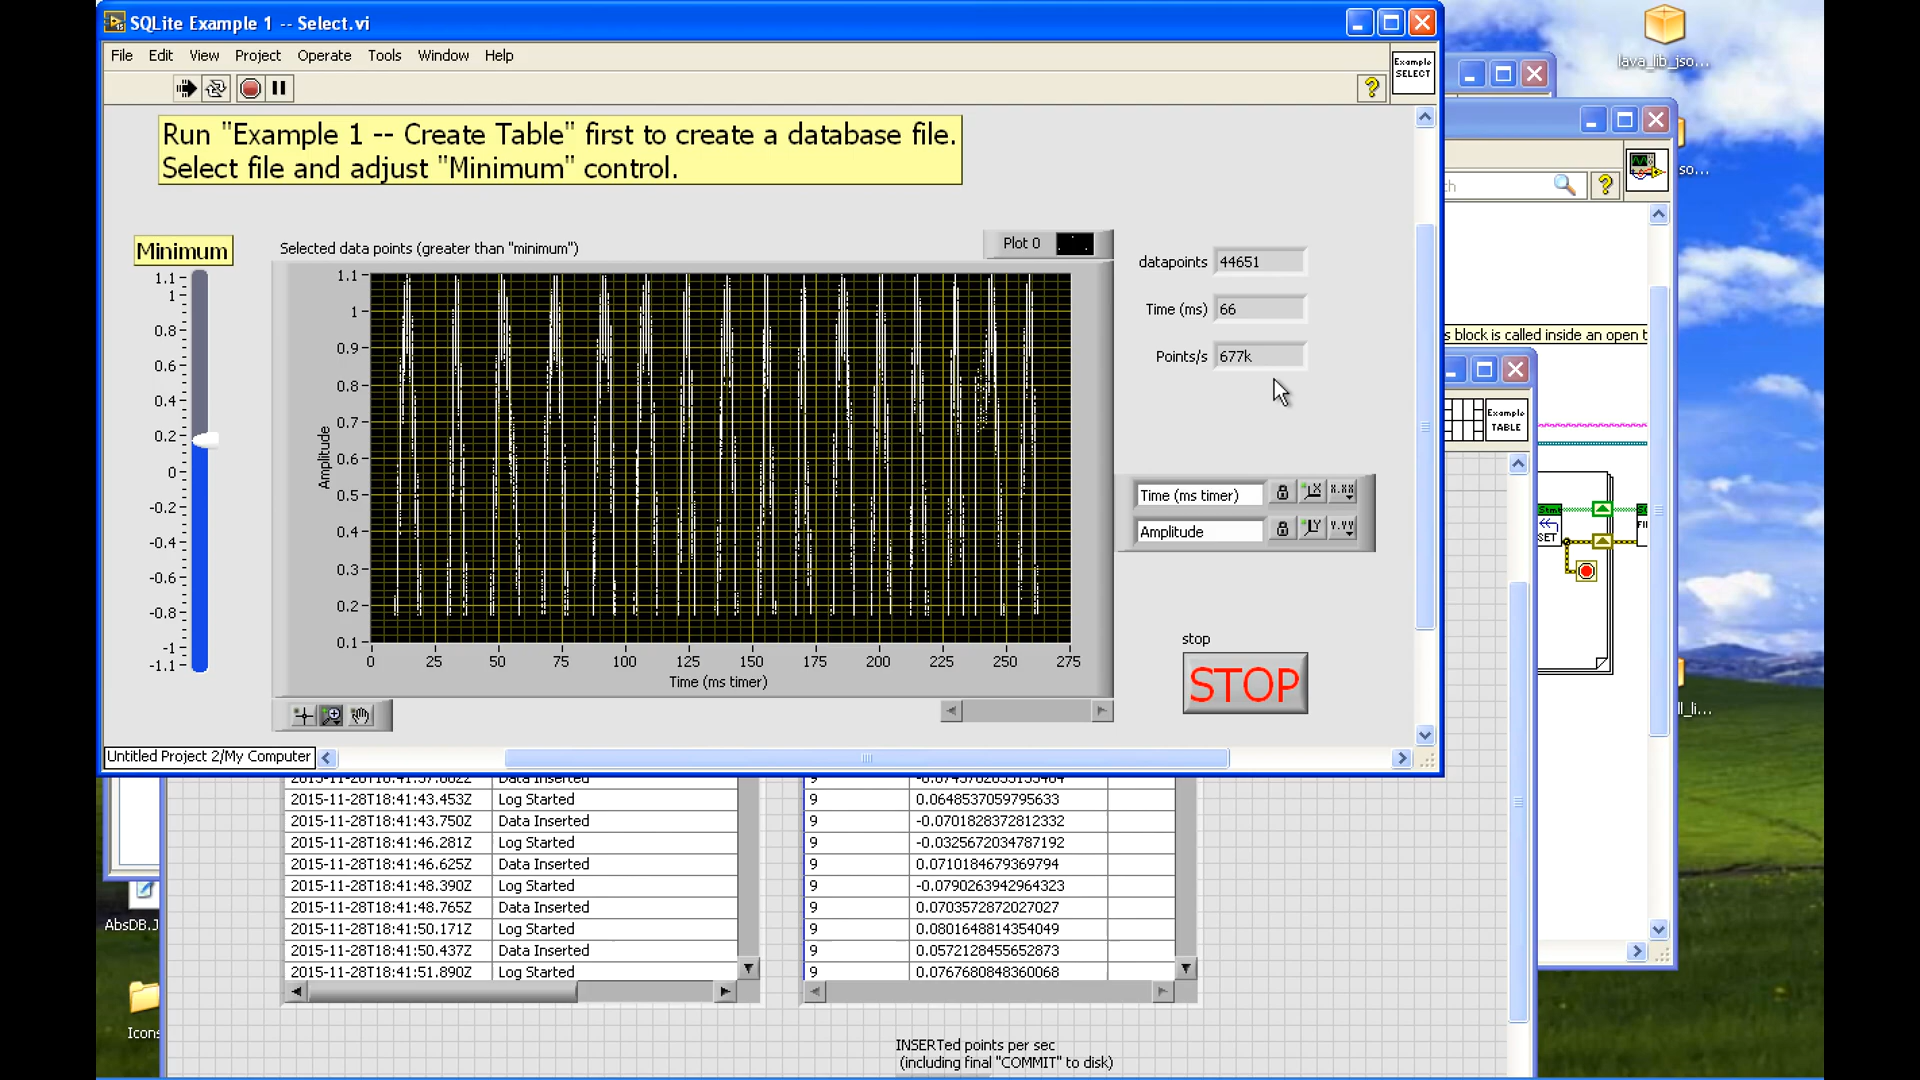 SQLite Example 1 -- Select.vi
File Edit View Project Operate Tools Window Help
Example
SELECT
Run "Example 1 -- Create Table" first to create a database file.
Select file and adjust "Minimum" control.
Minimum
1.1
1
0.8
0.6
0.4
0.2
0
-0.2
-0.4
-0.6
-0.8
-1
-1.1
Selected data points (greater than "minimum")
Plot 0
Amplitude
1.1
1
0.9
0.8
0.7
0.6
0.5
0.4
0.3
0.2
0.1
0 25 50 75 100 125 150 175 200 225 250 275
Time (ms timer)
datapoints 44651
Time (ms) 66
Points/s 677k
Time (ms timer) X.XX
Amplitude Y.YY
stop
STOP
Untitled Project 2/My Computer
s block is called inside an open t
Example
TABLE
SET
lava_lib_jso...
so...
ll_li...
AbsDB.J
Icons
2015-11-28T18:41:43.453Z Log Started
2015-11-28T18:41:43.750Z Data Inserted
2015-11-28T18:41:46.281Z Log Started
2015-11-28T18:41:46.625Z Data Inserted
2015-11-28T18:41:48.390Z Log Started
2015-11-28T18:41:48.765Z Data Inserted
2015-11-28T18:41:50.171Z Log Started
2015-11-28T18:41:50.437Z Data Inserted
2015-11-28T18:41:51.890Z Log Started
9 0.0648537059795633
9 -0.0701828372812332
9 -0.0325672034787192
9 0.0710184679369794
9 -0.0790263942964323
9 0.0703572872027027
9 0.0801648814354049
9 0.0572128455652873
9 0.0767680848360068
INSERTed points per sec
(including final "COMMIT" to disk)